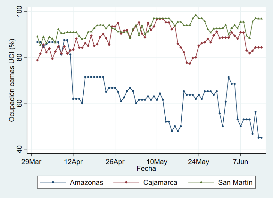 Ocupación camas UCI (%)
100
80
60
40
29Mar 12Apr 26Apr 10May 24May 7Jun
Fecha
Amazonas Cajamarca San Martín